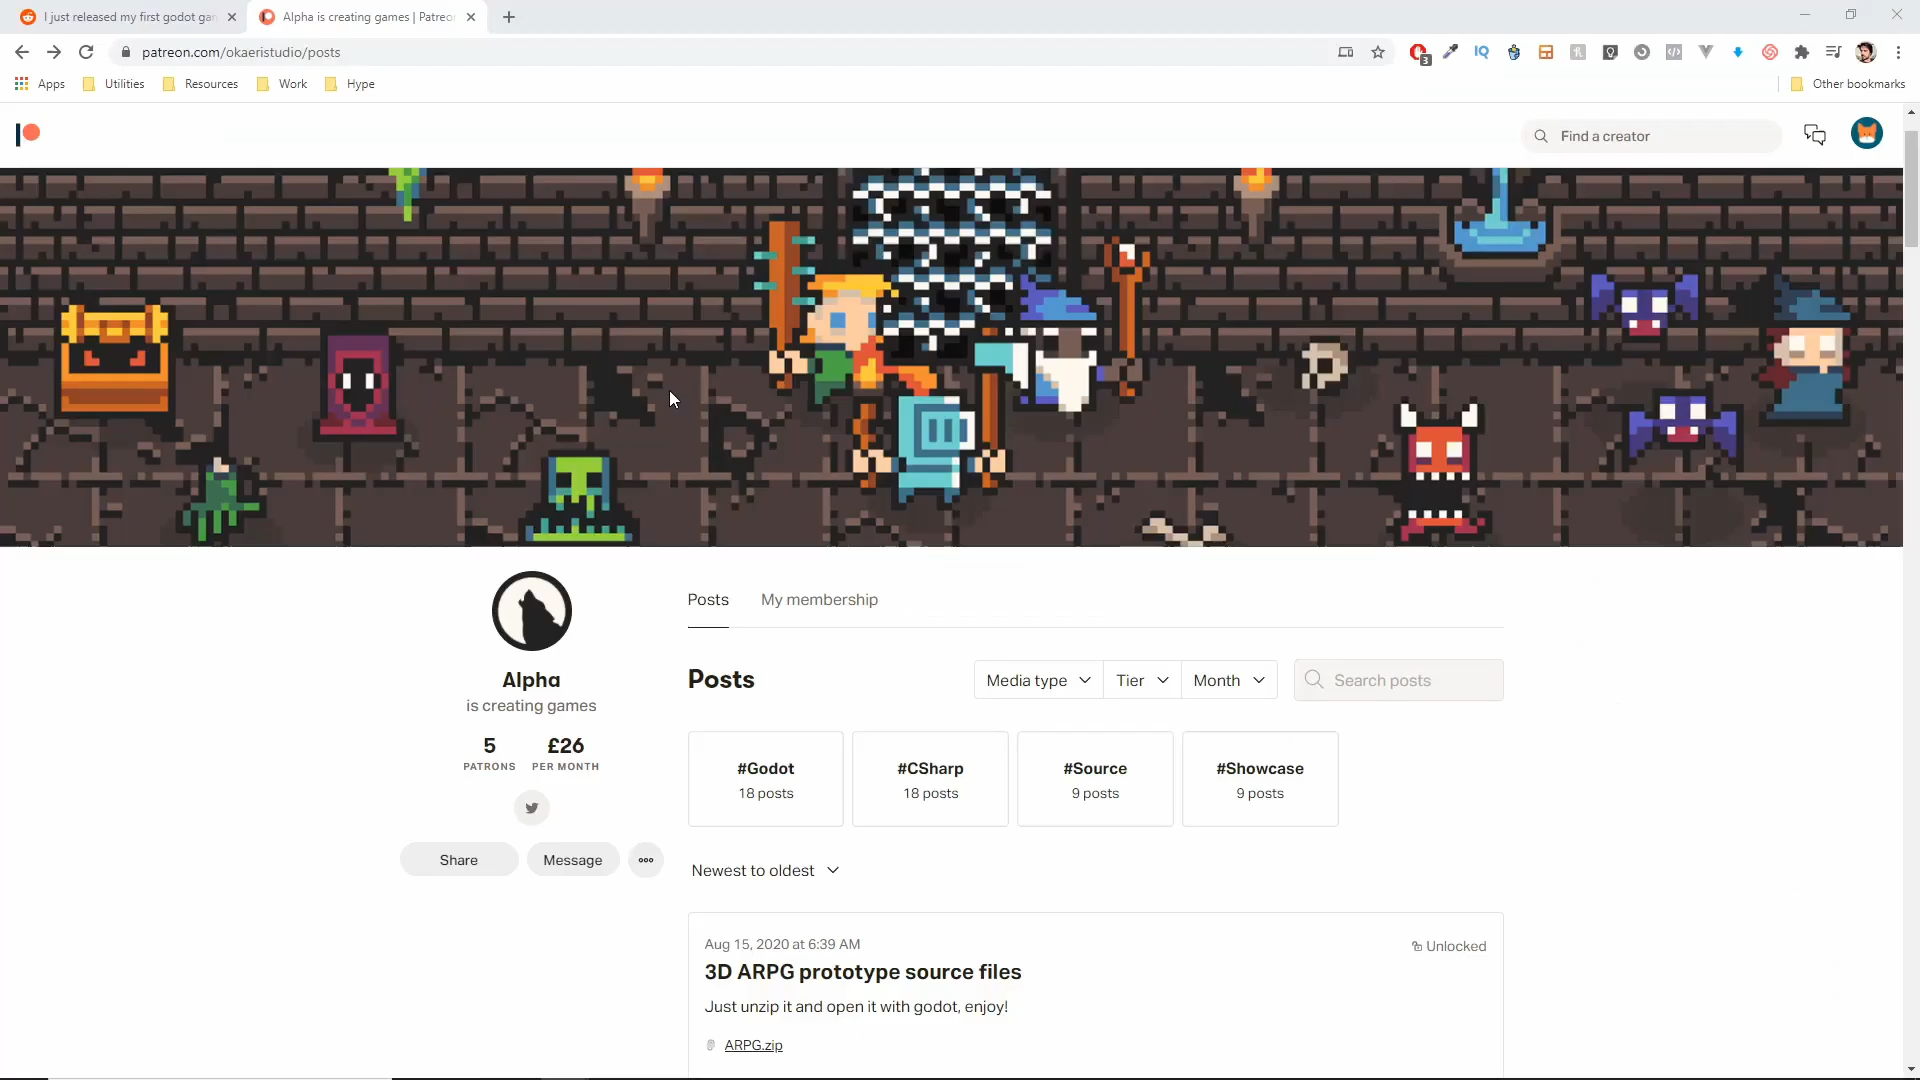 I just released my first godot gar
Alpha is creating games | Patreo
patreon.com/okaeristudio/posts
3
IQ
Apps
Utilities
Resources
Work
Hype
Other bookmarks
Find a creator
Posts
My membership
Alpha
is creating games
5
PATRONS
£26
PER MONTH
Share
Message
Posts
Media type
Tier
Month
Search posts
#Godot
18 posts
#CSharp
18 posts
#Source
9 posts
#Showcase
9 posts
Newest to oldest
Aug 15, 2020 at 6:39 AM
Unlocked
3D ARPG prototype source files
Just unzip it and open it with godot, enjoy!
ARPG.zip